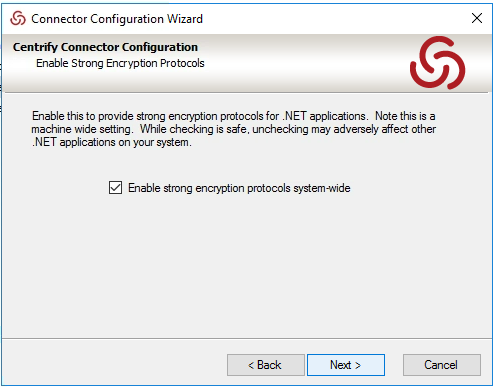 Connector Configuration Wizard
Centrify Connector Configuration
Enable Strong Encryption Protocols
Enable this to provide strong encryption protocols for .NET applications.  Note this is a
machine wide setting.  While checking is safe, unchecking may adversely affect other
.NET applications on your system.
Enable strong encryption protocols system-wide
< Back
Next >
Cancel